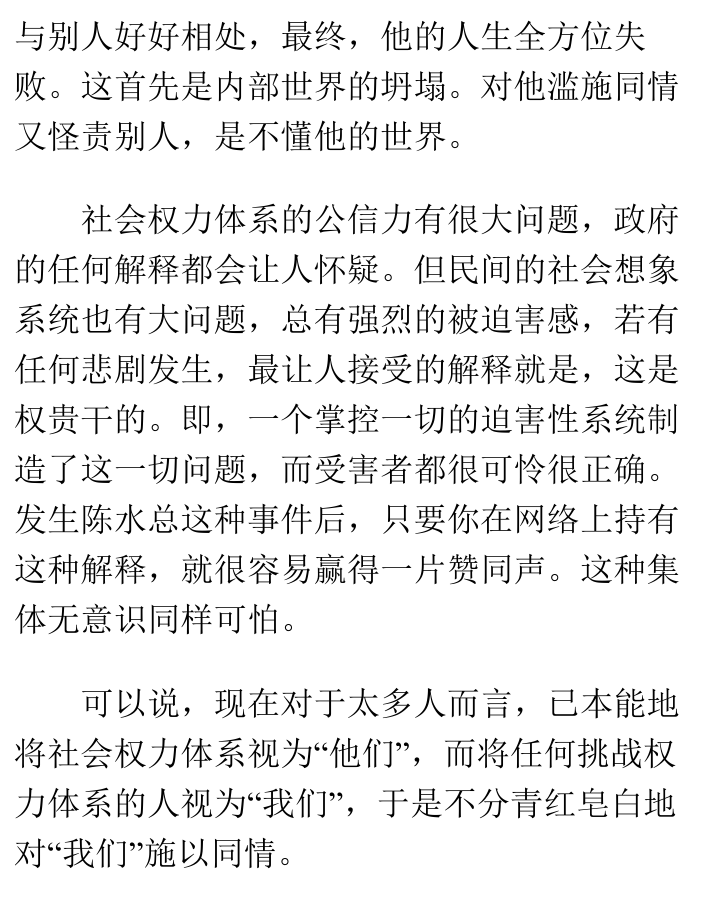 与别人好好相处，最终，他的人生全方位失
败。这首先是内部世界的坍塌。对他滥施同情
又怪责别人，是不懂他的世界。
社会权力体系的公信力有很大问题，政府
的任何解释都会让人怀疑。但民间的社会想象
系统也有大问题，总有强烈的被迫害感，若有
任何悲剧发生，最让人接受的解释就是，这是
权贵干的。即，一个掌控一切的迫害性系统制
造了这一切问题，而受害者都很可怜很正确。
发生陈水总这种事件后，只要你在网络上持有
这种解释，就很容易赢得一片赞同声。这种集
体无意识同样可怕。
可以说，现在对于太多人而言，已本能地
将社会权力体系视为“他们”，而将任何挑战权
力体系的人视为“我们”，于是不分青红皂白地
对“我们”施以同情。